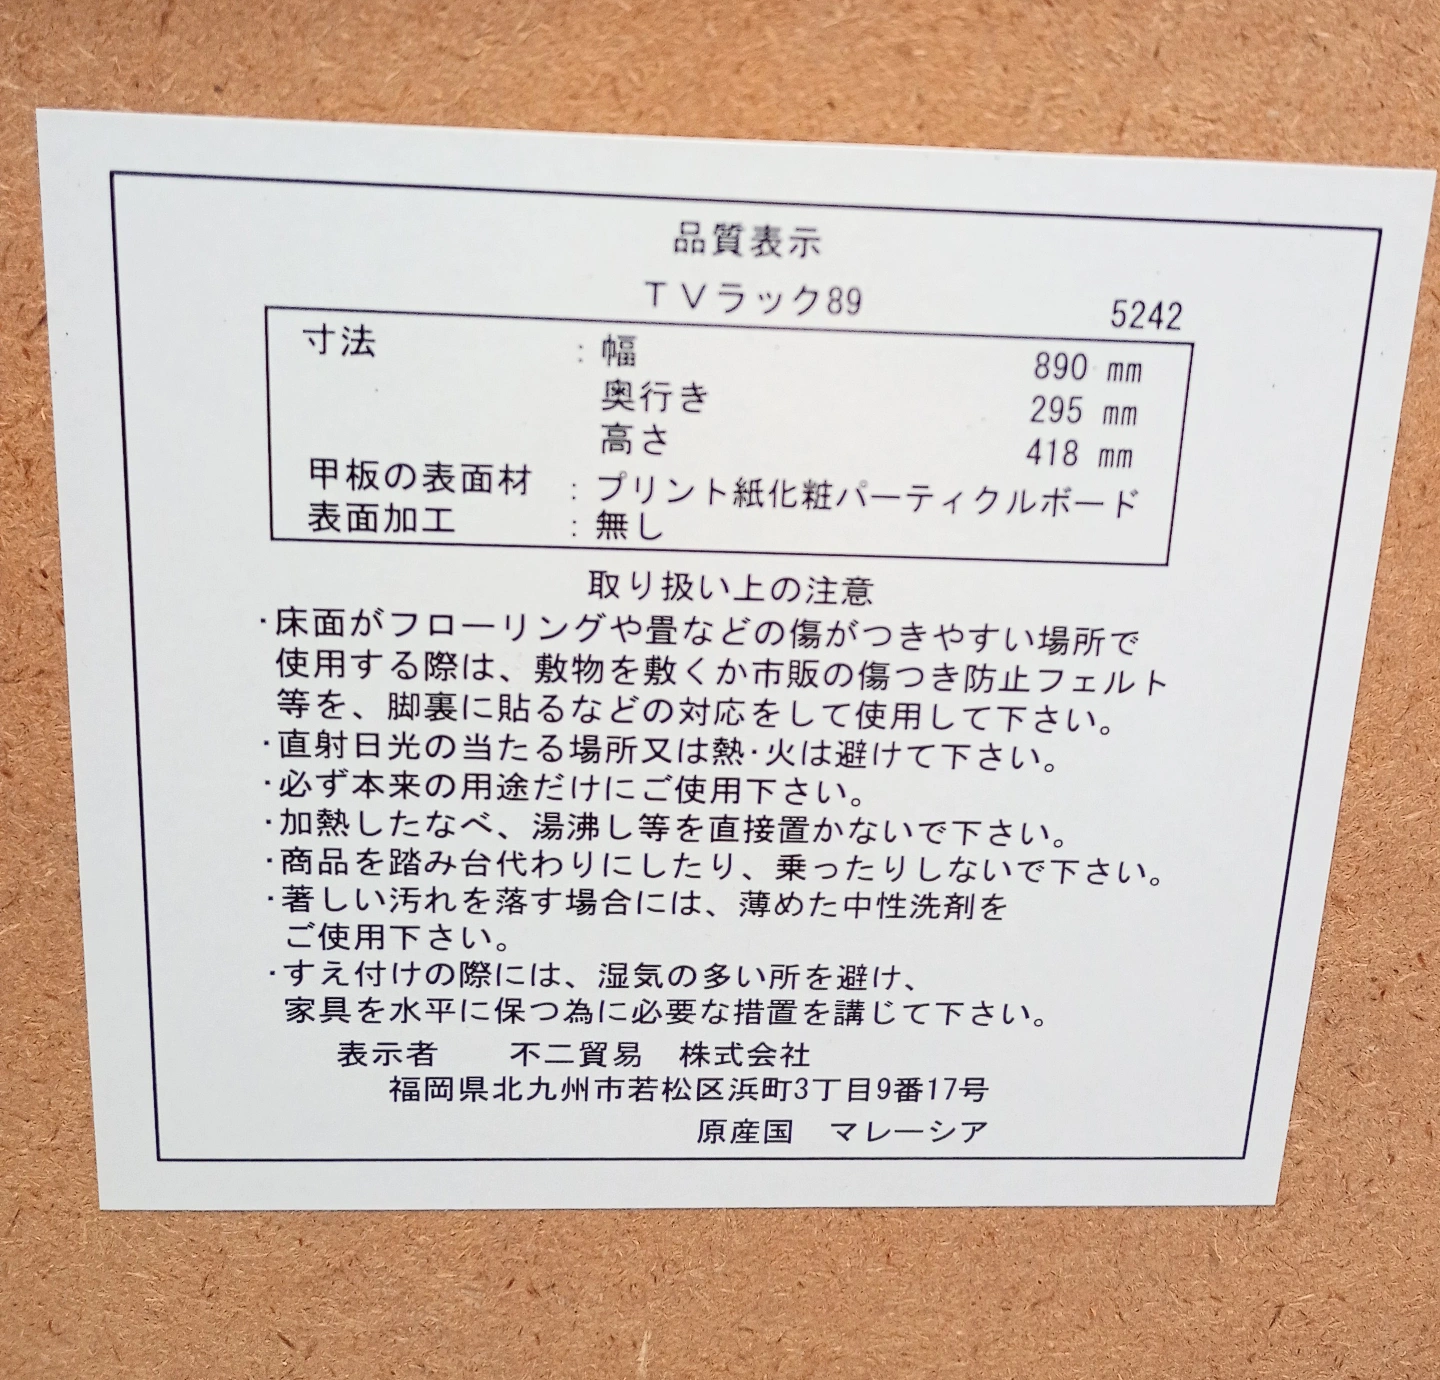 品質表示
TVラック89 5242
寸法 : 幅 890 mm
奥行き 295 mm
高さ 418 mm
甲板の表面材 : プリント紙化粧パーティクルボード
表面加工 : 無し
取り扱い上の注意
・床面がフローリングや畳などの傷がつきやすい場所で
使用する際は、敷物を敷くか市販の傷つき防止フェルト
等を、脚裏に貼るなどの対応をして使用して下さい。
・直射日光の当たる場所又は熱・火は避けて下さい。
・必ず本来の用途だけにご使用下さい。
・加熱したなべ、湯沸し等を直接置かないで下さい。
・商品を踏み台代わりにしたり、乗ったりしないで下さい。
・著しい汚れを落す場合には、薄めた中性洗剤を
ご使用下さい。
・すえ付けの際には、湿気の多い所を避け、
家具を水平に保つ為に必要な措置を講じて下さい。
表示者 不二貿易 株式会社
福岡県北九州市若松区浜町3丁目9番17号
原産国 マレーシア